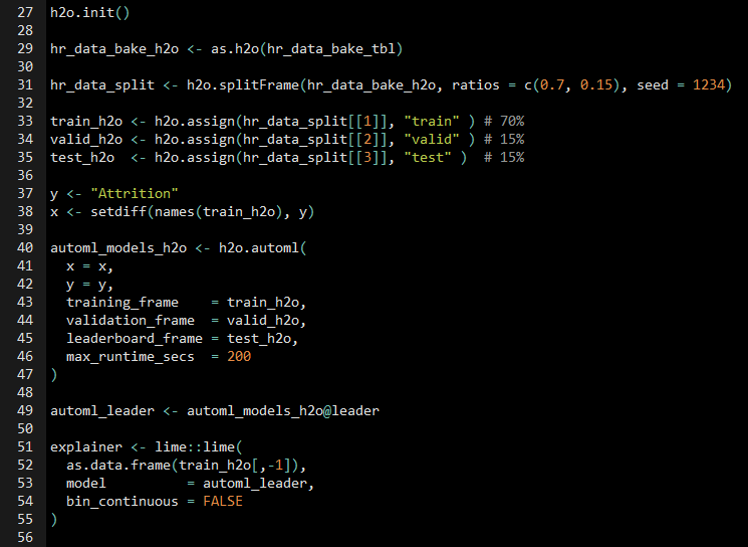 27 h2o.init()
28
29 hr_data_bake_h2o <- as.h2o(hr_data_bake_tbl)
30
31 hr_data_split <- h2o.splitFrame(hr_data_bake_h2o, ratios = c(0.7, 0.15), seed = 1234)
32
33 train_h2o <- h2o.assign(hr_data_split[[1]], "train" ) # 70%
34 valid_h2o <- h2o.assign(hr_data_split[[2]], "valid" ) # 15%
35 test_h2o  <- h2o.assign(hr_data_split[[3]], "test" )  # 15%
36
37 y <- "Attrition"
38 x <- setdiff(names(train_h2o), y)
39
40 automl_models_h2o <- h2o.automl(
41   x = x,
42   y = y,
43   training_frame    = train_h2o,
44   validation_frame  = valid_h2o,
45   leaderboard_frame = test_h2o,
46   max_runtime_secs  = 200
47 )
48
49 automl_leader <- automl_models_h2o@leader
50
51 explainer <- lime::lime(
52   as.data.frame(train_h2o[,-1]),
53   model          = automl_leader,
54   bin_continuous = FALSE
55 )
56